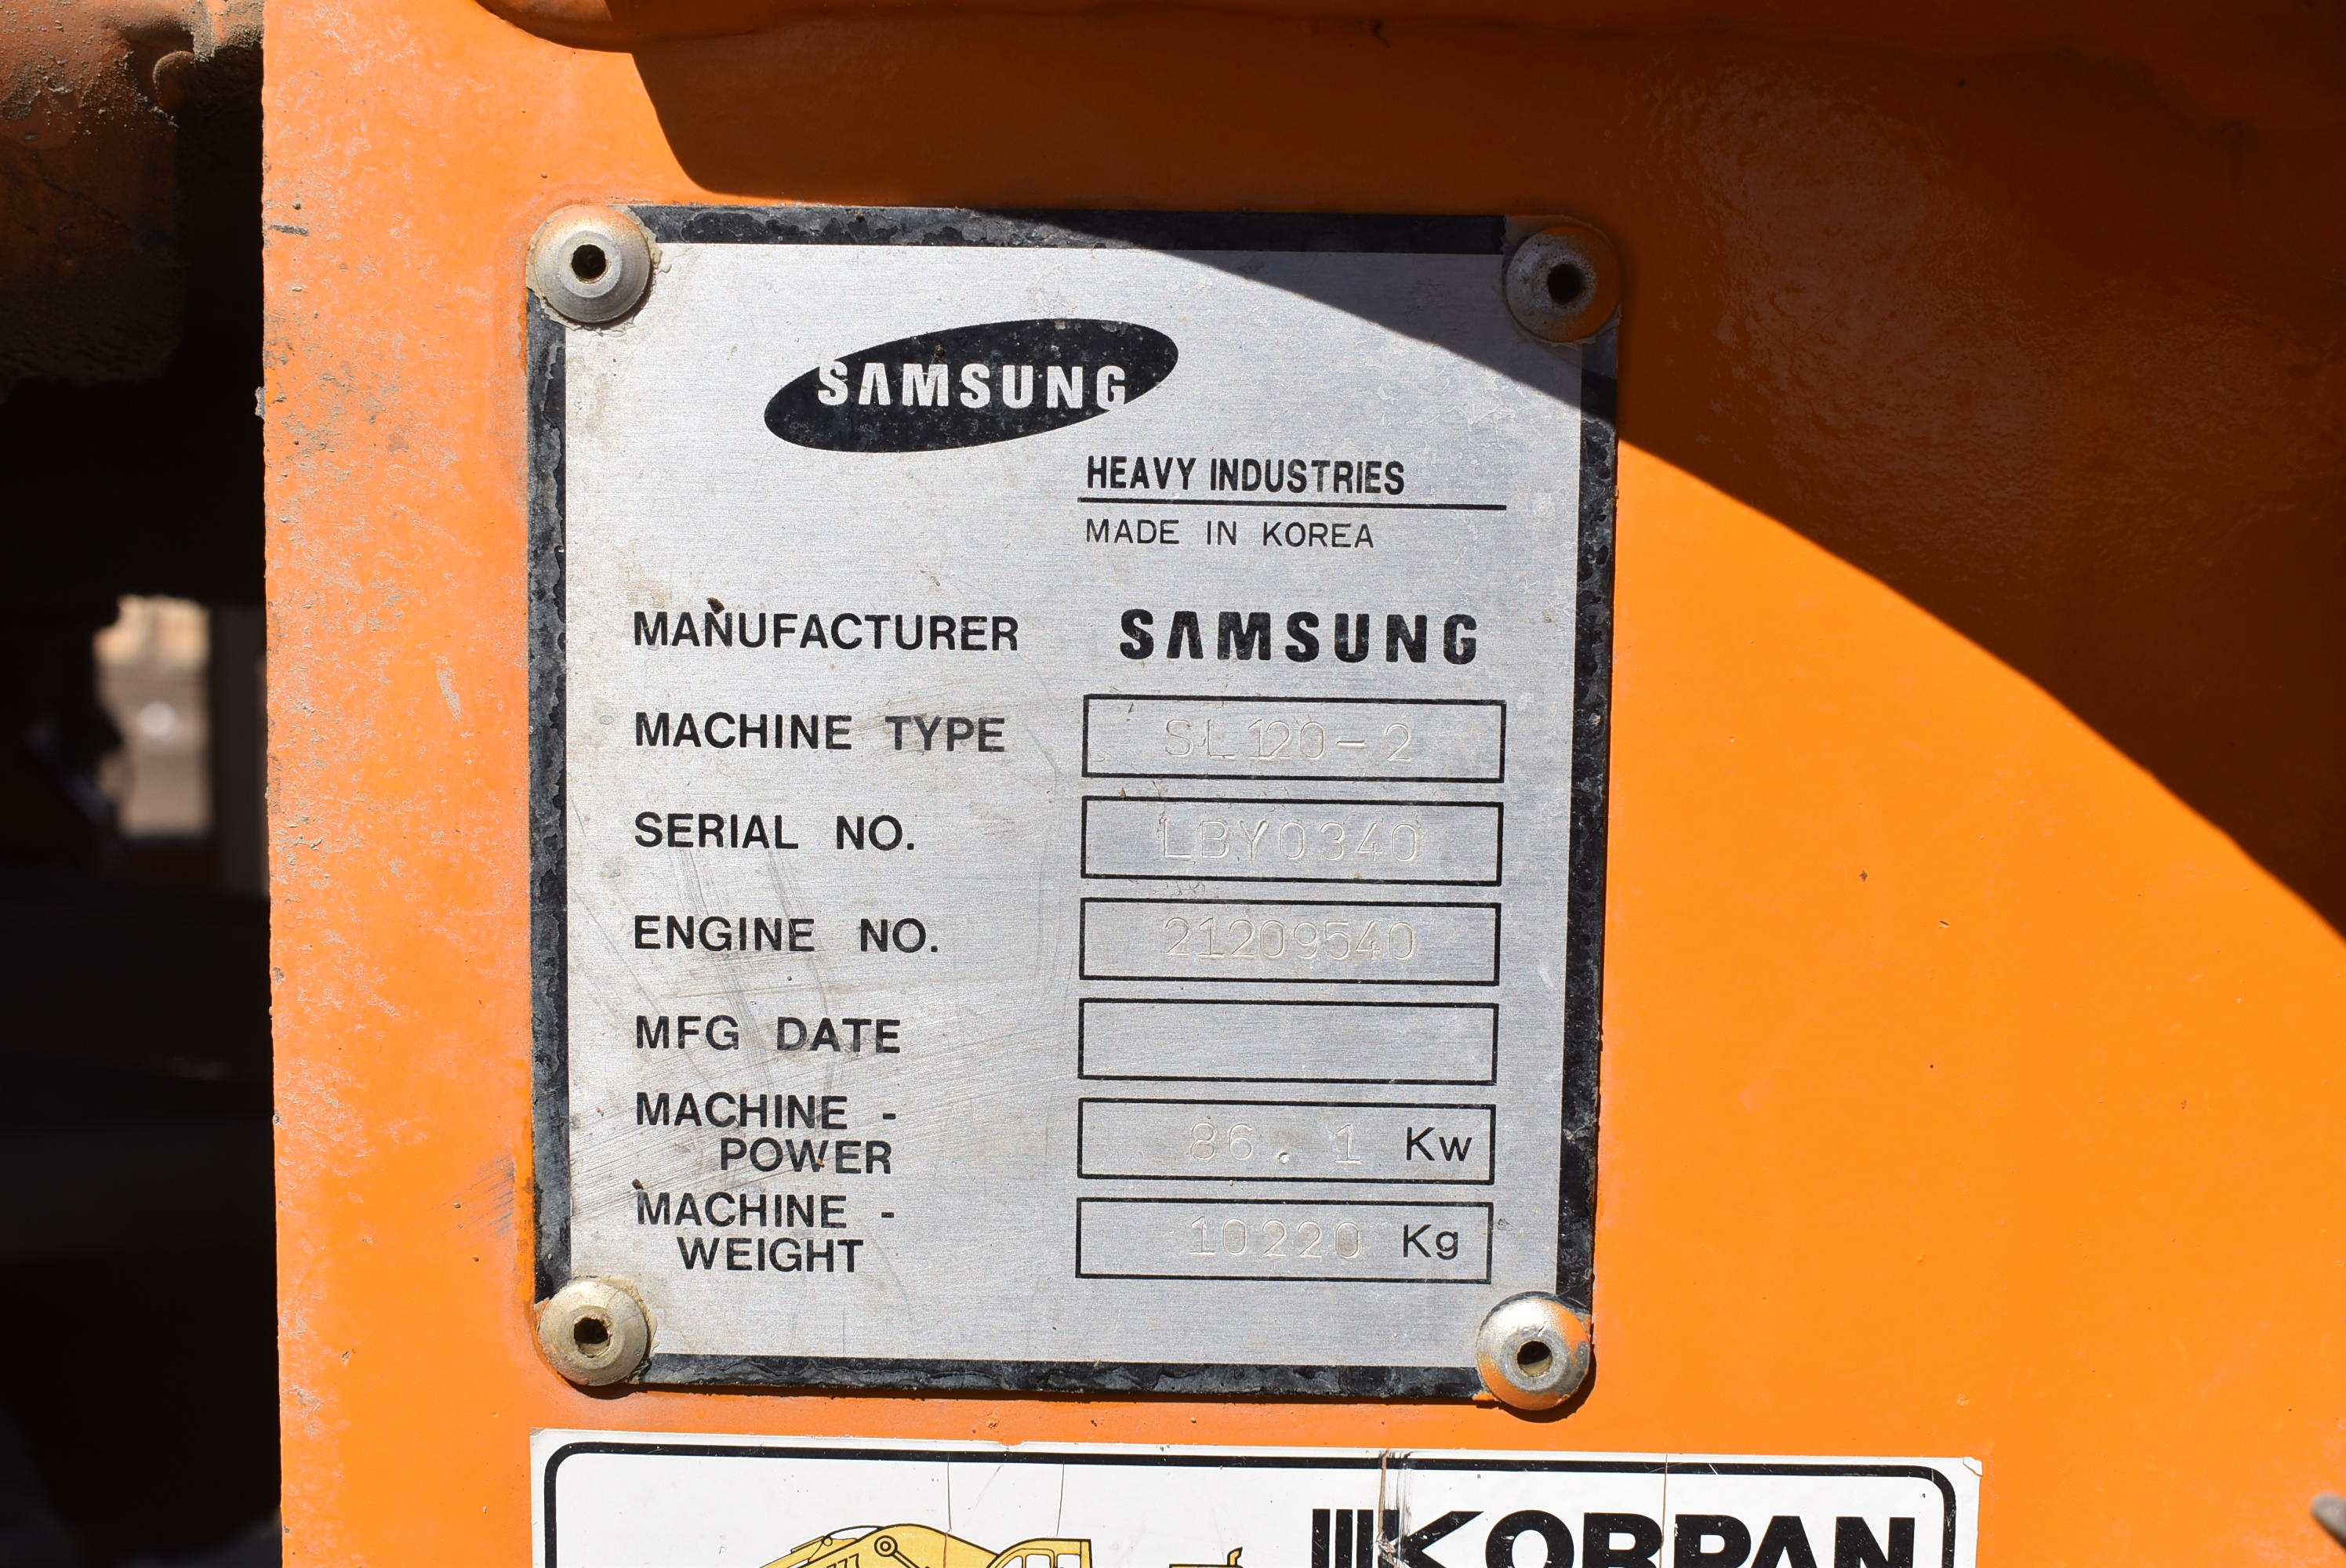 SAMSUNG
HEAVY INDUSTRIES
MADE IN KOREA
MANUFACTURER SAMSUNG
MACHINE TYPE SL120-2
SERIAL NO. LBY0340
ENGINE NO. 21209540
MFG DATE
MACHINE -
POWER 86.1 Kw
MACHINE -
WEIGHT 10220 Kg
KORPAN